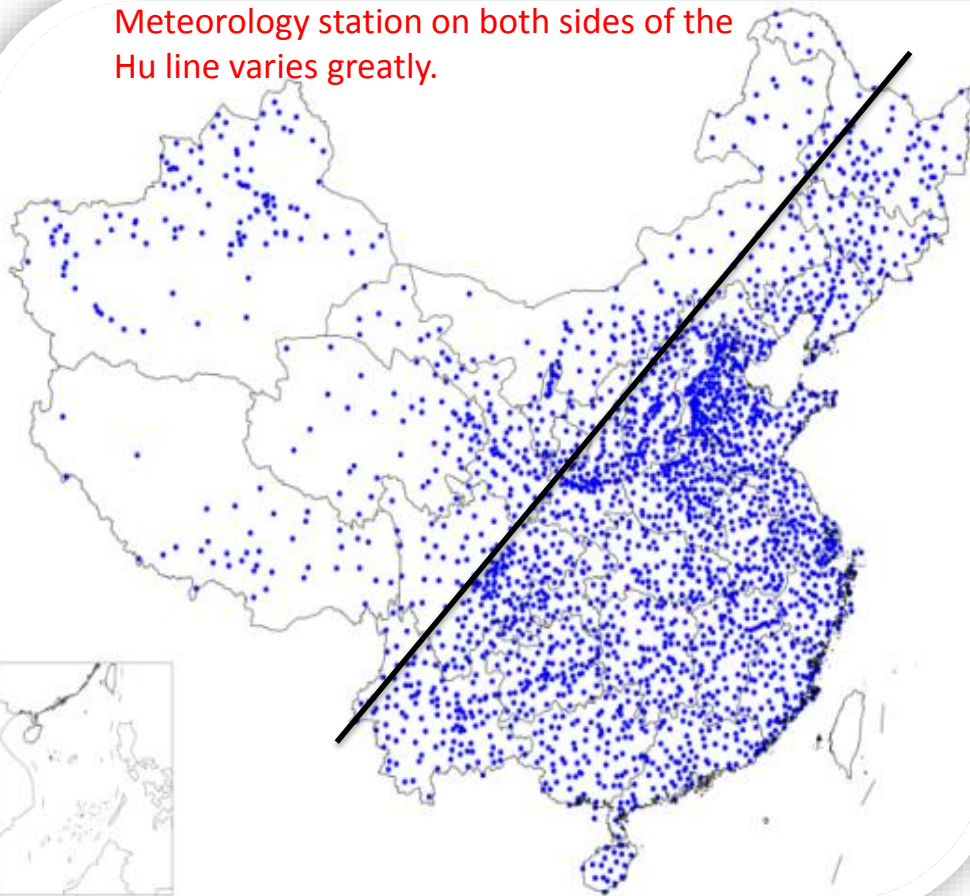 Meteorology station on both sides of the
Hu line varies greatly.